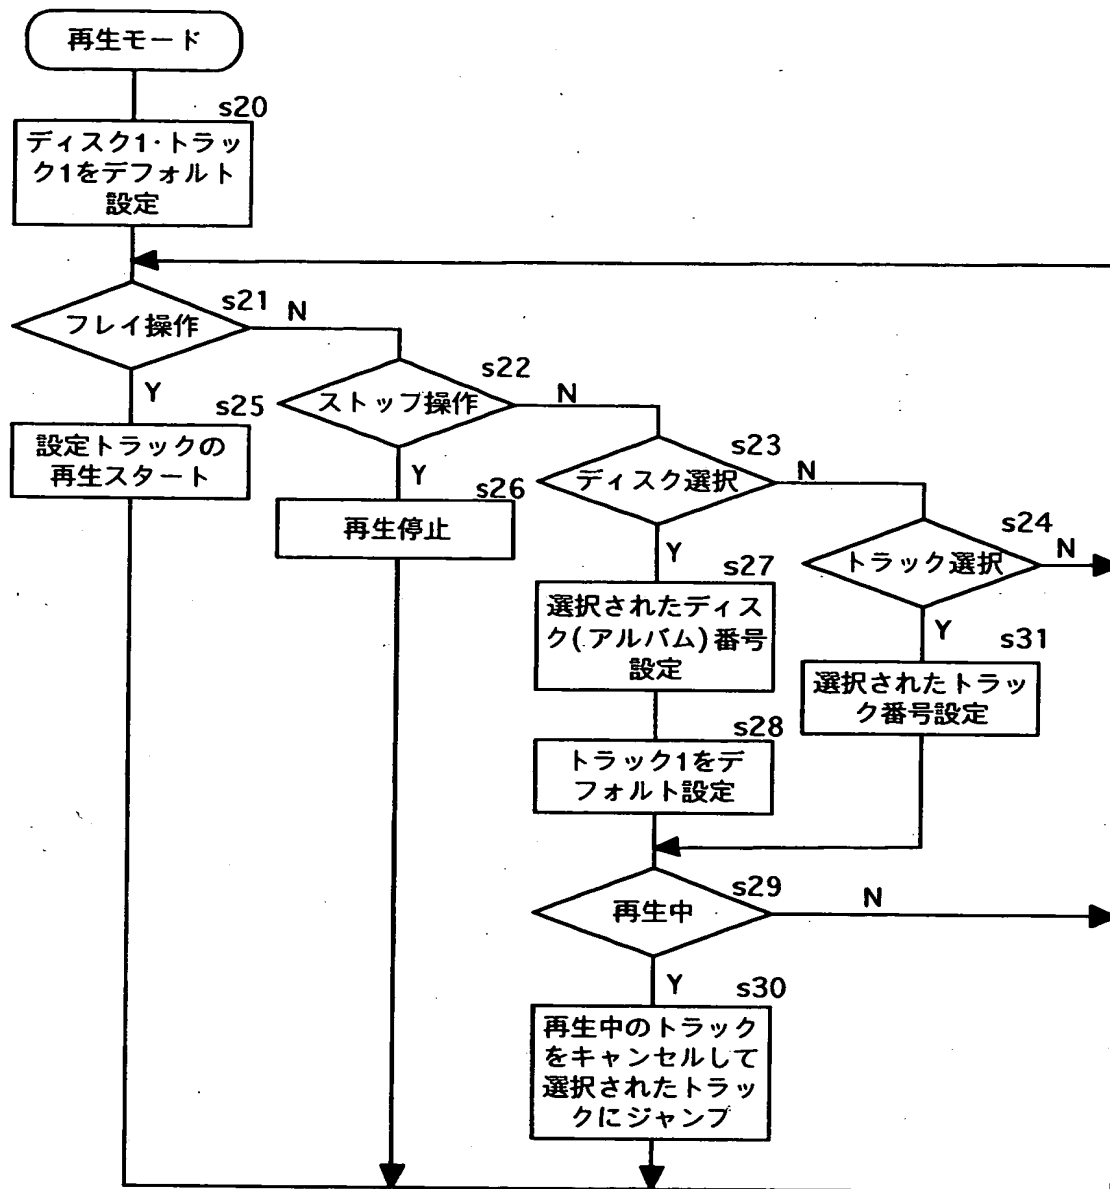 再生モード
s20
ディスク1·トラッ
ク1をデフォルト
設定
s21
フレイ操作
N
Y
s22
ストップ操作
N
Y
s25
設定トラックの
再生スタート
s23
ディスク選択
N
Y
s26
再生停止
s24
トラック選択
N
Y
s27
選択されたディス
ク(アルバム)番号
設定
s31
選択されたトラッ
ク番号設定
s28
トラック1をデ
フォルト設定
s29
再生中
N
Y
s30
再生中のトラック
をキャンセルして
選択されたトラッ
クにジャンプ